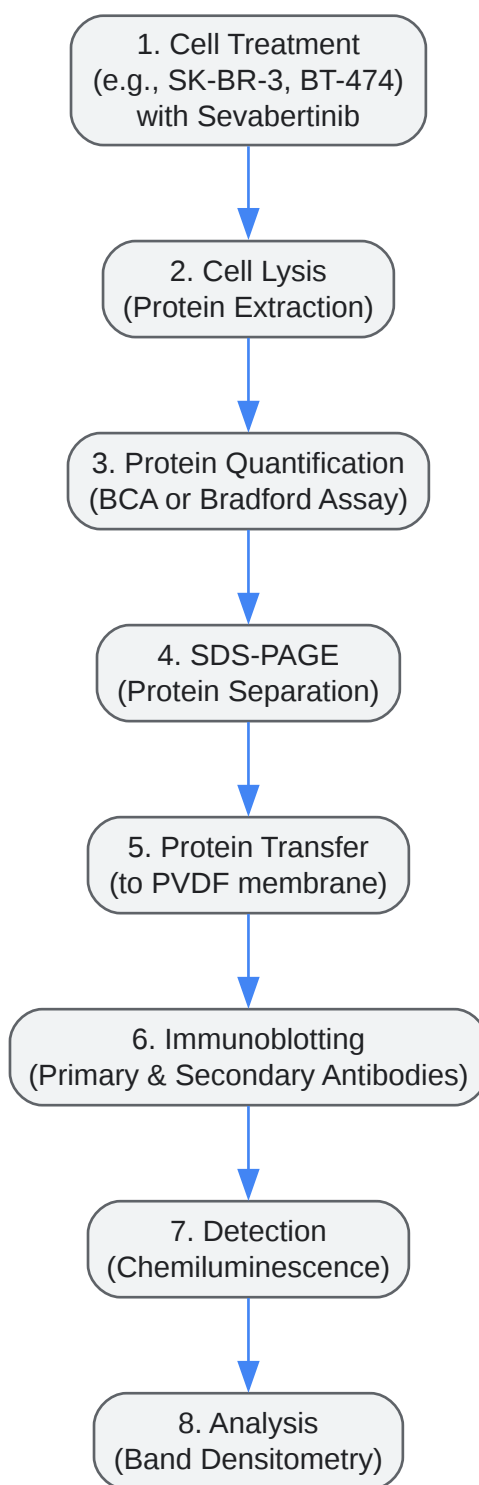 1. Cell Treatment
(e.g., SK-BR-3, BT-474)
with Sevabertinib
2. Cell Lysis
(Protein Extraction)
3. Protein Quantification
(BCA or Bradford Assay)
4. SDS-PAGE
(Protein Separation)
5. Protein Transfer
(to PVDF membrane)
6. Immunoblotting
(Primary & Secondary Antibodies)
7. Detection
(Chemiluminescence)
8. Analysis
(Band Densitometry)